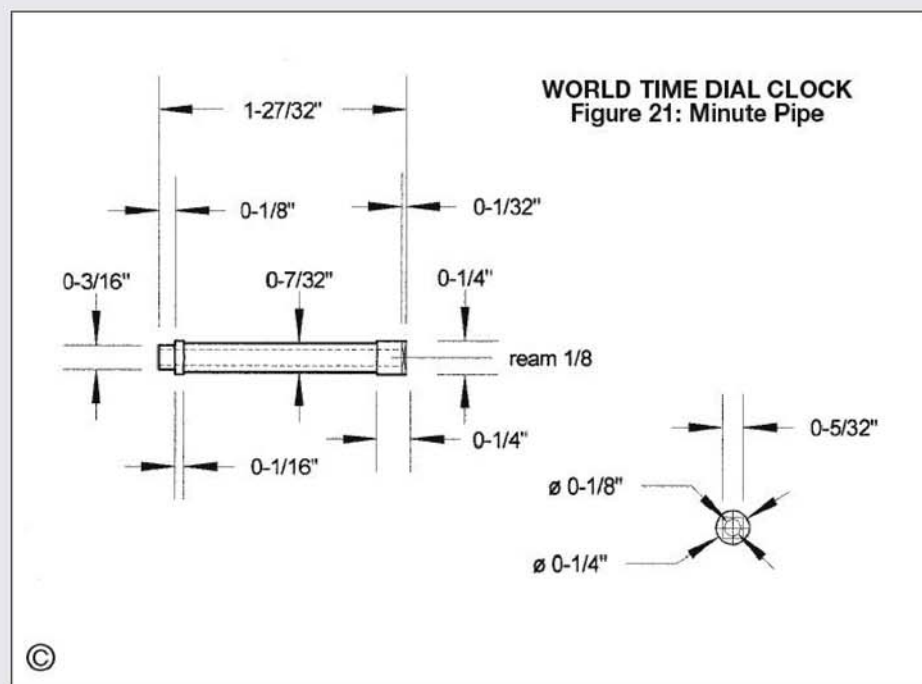 WORLD TIME DIAL CLOCK
Figure 21: Minute Pipe
1-27/32"
0-1/8"
0-1/32"
0-3/16"
0-7/32"
0-1/4"
ream 1/8
0-1/4"
0-1/16"
0-5/32"
ø 0-1/8"
ø 0-1/4"
©